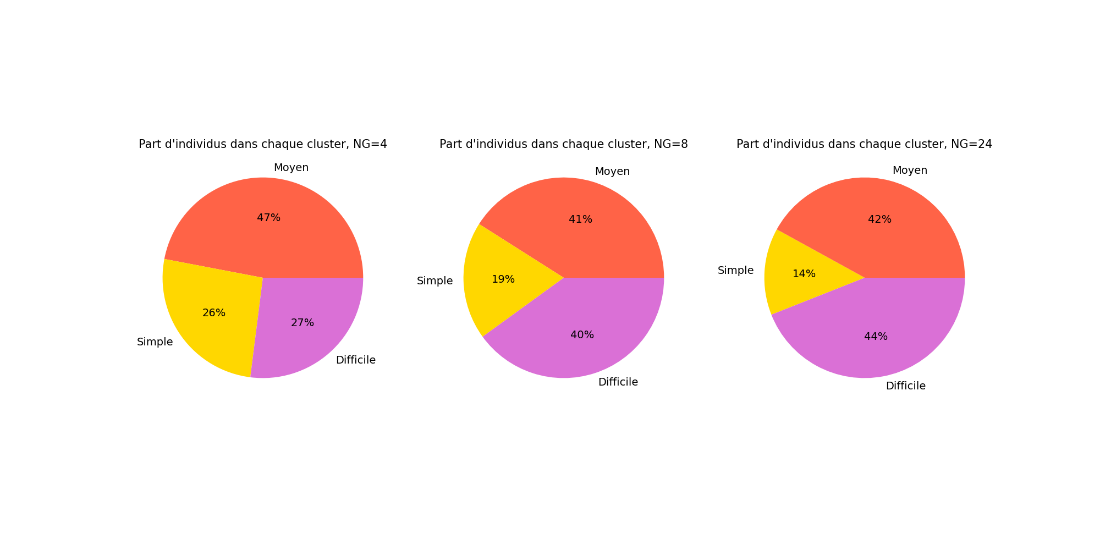 Part d'individus dans chaque cluster, NG=4
Moyen
47%
26%
27%
Simple
Difficile
Part d'individus dans chaque cluster, NG=8
Moyen
41%
Simple
19%
40%
Difficile
Part d'individus dans chaque cluster, NG=24
Moyen
42%
Simple
14%
44%
Difficile